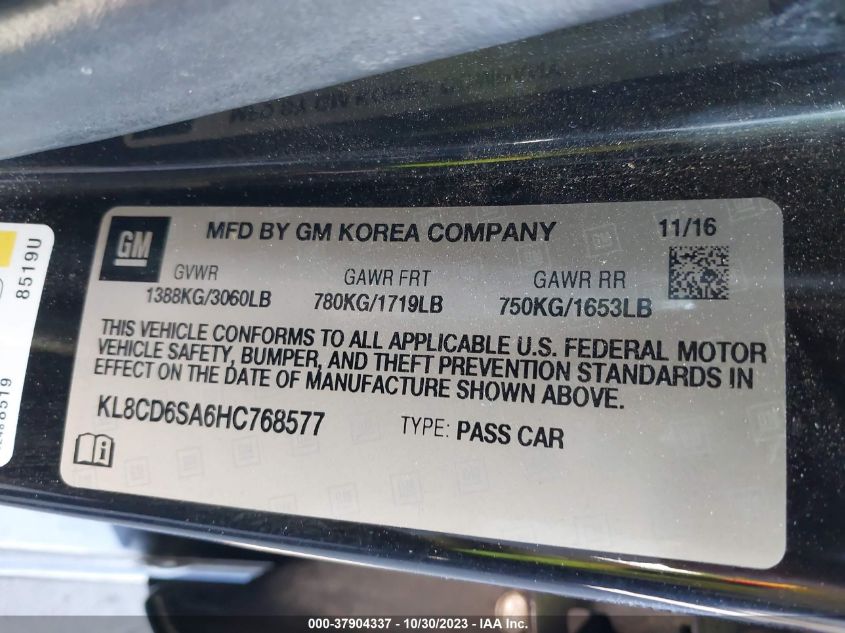 MFD BY GM KOREA COMPANY
11/16
GM
GVWR
GAWR FRT
GAWR RR
1388KG/3060LB
780KG/1719LB
750KG/1653LB
THIS VEHICLE CONFORMS TO ALL APPLICABLE U.S. FEDERAL MOTOR
VEHICLE SAFETY, BUMPER, AND THEFT PREVENTION STANDARDS IN
EFFECT ON THE DATE OF MANUFACTURE SHOWN ABOVE.
KL8CD6SA6HC768577
TYPE: PASS CAR
8519U
8519
000-37904337 - 10/30/2023 - IAA Inc.